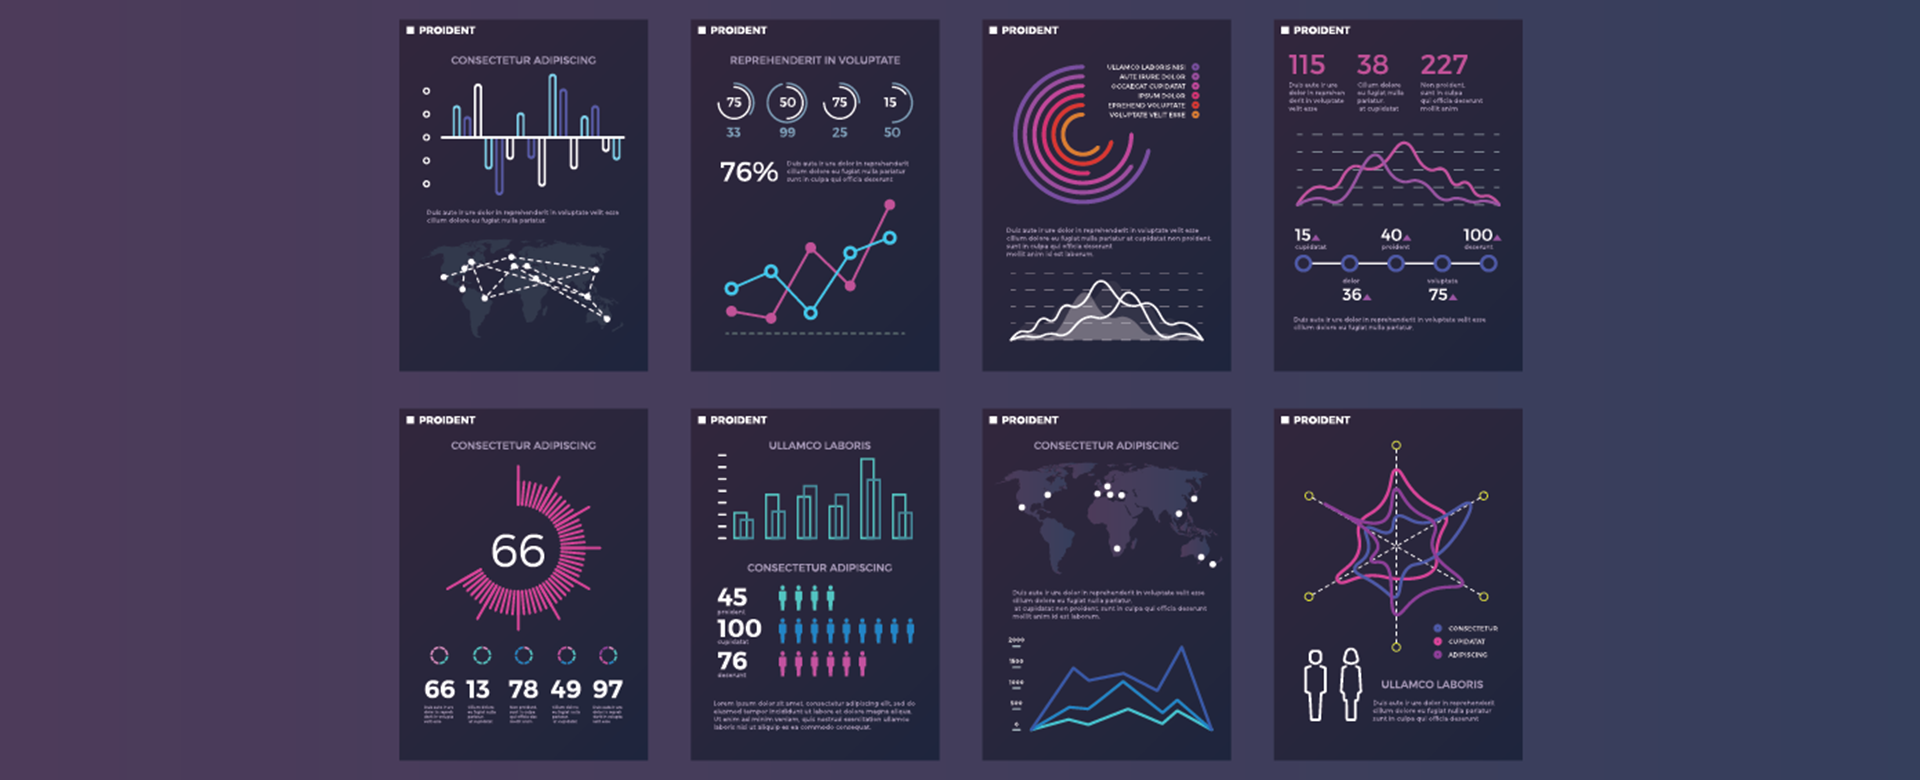 PROIDENT
CONSECTETUR ADIPISCING
Duis aute irure dolor in reprehenderit in voluptate velit esse
cillum dolore eu fugiat nulla pariatur.
PROIDENT
REPREHENDERIT IN VOLUPTATE
75 50 75 15
33 99 25 50
76%
Duis aute irure dolor in reprehenderit
cillum dolore eu fugiat nulla pariatur
sunt in culpa qui officia deserunt
PROIDENT
ULLAMCO LABORIS NISI
AUTE IRURE DOLOR
OCCAECAT CUPIDATAT
IPSUM DOLOR
EPREHEND VOLUPTATE
VOLUPTATE VELIT ESSE
Duis aute irure dolor in reprehenderit in voluptate velit esse
cillum dolore eu fugiat nulla pariatur at cupidatat non proident,
sunt in culpa qui officia deserunt
mollit anim id est laborum.
PROIDENT
115 38 227
Duis aute irure
dolor in reprehen
derit in voluptate
velit esse
Cillum dolore
eu fugiat nulla
pariatur.
at cupidatat
Non proident,
sunt in culpa
qui officia deserunt
mollit anim
15 40 100
cupidatat proident deserunt
dolor voluptate
36 75
Duis aute irure dolor in reprehenderit in voluptate velit esse
cillum dolore eu fugiat nulla pariatur.
PROIDENT
CONSECTETUR ADIPISCING
66
66 13 78 49 97
PROIDENT
ULLAMCO LABORIS
CONSECTETUR ADIPISCING
45
proident
100
cupidatat
76
deserunt
Lorem ipsum dolor sit amet, consectetur adipiscing elit, sed do
eiusmod tempor incididunt ut labore et dolore magna aliqua.
Ut enim ad minim veniam, quis nostrud exercitation ullamco
laboris nisi ut aliquip ex ea commodo consequat.
PROIDENT
CONSECTETUR ADIPISCING
Duis aute irure dolor in reprehenderit in voluptate velit esse
cillum dolore eu fugiat nulla pariatur.
at cupidatat non proident, sunt in culpa qui officia deserunt
mollit anim id est laborum.
2000
1500
1000
500
0
PROIDENT
CONSECTETUR
CUPIDATAT
ADIPISCING
ULLAMCO LABORIS
Duis aute irure dolor in reprehenderit
cillum dolore eu fugiat nulla pariatur
sunt in culpa qui officia deserunt